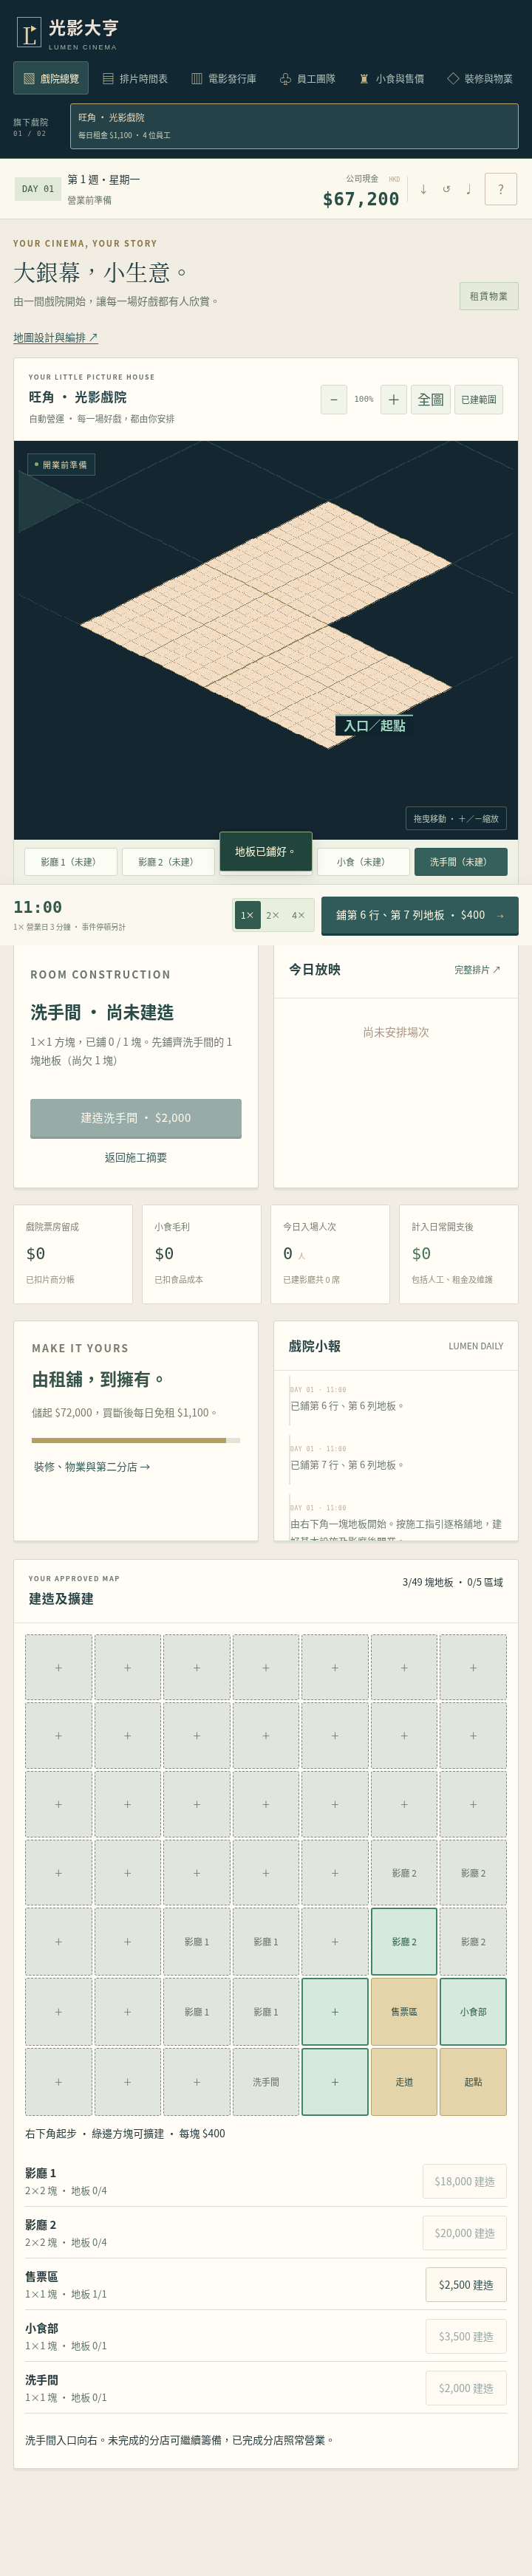 光影大亨
LUMEN CINEMA
戲院總覽
排片時間表
電影發行庫
員工團隊
小食與售價
裝修與物業
旗下戲院
01 / 02
旺角・光影戲院
每日租金 $1,100・4 位員工
DAY 01
第 1 週・星期一
營業前準備
公司現金 HKD
$67,200
↓ ↺ ♩ ?
YOUR CINEMA, YOUR STORY
大銀幕，小生意。
由一間戲院開始，讓每一場好戲都有人欣賞。
租賃物業
地圖設計與編排 ↗
YOUR LITTLE PICTURE HOUSE
旺角・光影戲院
自動營運・每一場好戲，都由你安排
− 100% ＋ 全圖 已建範圍
開業前準備
入口／起點
拖曳移動・＋／－縮放
影廳 1（未建）
影廳 2（未建）
地板已鋪好。
小食（未建）
洗手間（未建）
11:00
1× 營業日 3 分鐘・事件停頓另計
1× 2× 4×
鋪第 6 行、第 7 列地板・$400 →
ROOM CONSTRUCTION
洗手間・尚未建造
1×1 方塊，已鋪 0 / 1 塊。先鋪齊洗手間的 1
塊地板（尚欠 1 塊）
建造洗手間・$2,000
返回施工摘要
今日放映
完整排片 ↗
尚未安排場次
戲院票房留成
$0
已扣片商分帳
小食毛利
$0
已扣食品成本
今日入場人次
0 人
已建影廳共 0 席
計入日常開支後
$0
包括人工、租金及維護
MAKE IT YOURS
由租舖，到擁有。
儲起 $72,000，買斷後每日免租 $1,100。
裝修、物業與第二分店 →
戲院小報
LUMEN DAILY
DAY 01 · 11:00
已鋪第 6 行、第 6 列地板。
DAY 01 · 11:00
已鋪第 7 行、第 6 列地板。
DAY 01 · 11:00
由右下角一塊地板開始。按施工指引逐格鋪地，建
YOUR APPROVED MAP
建造及擴建
3/49 塊地板・0/5 區域
＋ ＋ ＋ ＋ ＋ ＋ ＋
＋ ＋ ＋ ＋ ＋ ＋ ＋
＋ ＋ ＋ ＋ ＋ ＋ ＋
＋ ＋ ＋ ＋ ＋ 影廳 2 影廳 2
＋ ＋ 影廳 1 影廳 1 ＋ 影廳 2 影廳 2
＋ ＋ 影廳 1 影廳 1 ＋ 售票區 小食部
＋ ＋ ＋ 洗手間 ＋ 走道 起點
右下角起步・綠邊方塊可擴建・每塊 $400
影廳 1
2×2 塊・地板 0/4
$18,000 建造
影廳 2
2×2 塊・地板 0/4
$20,000 建造
售票區
1×1 塊・地板 1/1
$2,500 建造
小食部
1×1 塊・地板 0/1
$3,500 建造
洗手間
1×1 塊・地板 0/1
$2,000 建造
洗手間入口向右。未完成的分店可繼續籌備，已完成分店照常營業。